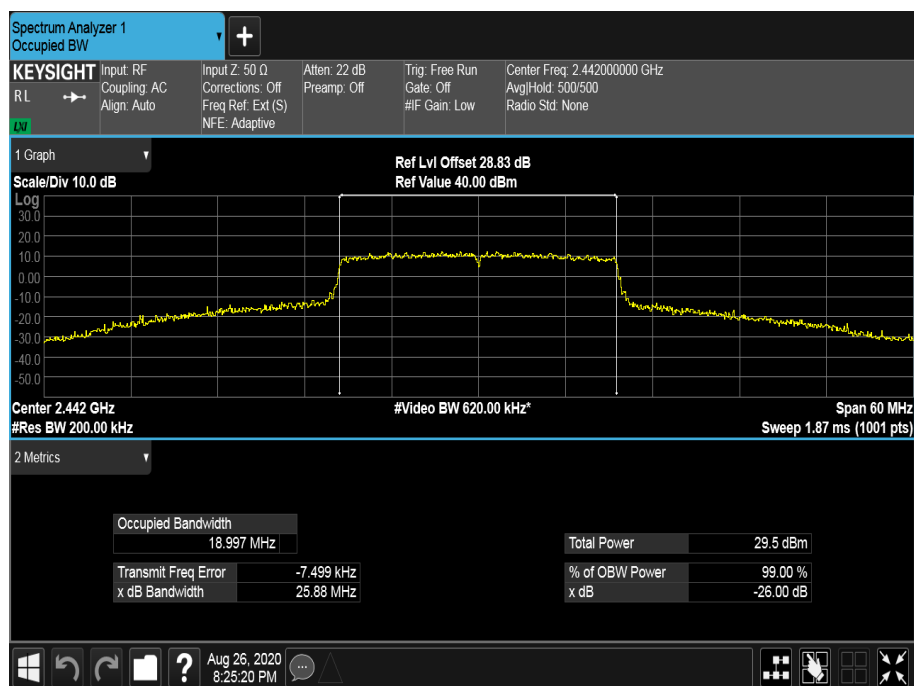 Spectrum Analyzer 1
Occupied BW
+
KEYSIGHT
RL
LXI
Input: RF
Coupling: AC
Align: Auto
Input Z: 50 Ω
Corrections: Off
Freq Ref: Ext (S)
NFE: Adaptive
Atten: 22 dB
Preamp: Off
Trig: Free Run
Gate: Off
#IF Gain: Low
Center Freq: 2.442000000 GHz
Avg|Hold: 500/500
Radio Std: None
1 Graph
Scale/Div 10.0 dB
Ref Lvl Offset 28.83 dB
Ref Value 40.00 dBm
Log
30.0
20.0
10.0
0.00
-10.0
-20.0
-30.0
-40.0
-50.0
Center 2.442 GHz
#Video BW 620.00 kHz*
Span 60 MHz
#Res BW 200.00 kHz
Sweep 1.87 ms (1001 pts)
2 Metrics
Occupied Bandwidth
18.997 MHz
Total Power 29.5 dBm
Transmit Freq Error -7.499 kHz
% of OBW Power 99.00 %
x dB Bandwidth 25.88 MHz
x dB -26.00 dB
?
Aug 26, 2020
8:25:20 PM